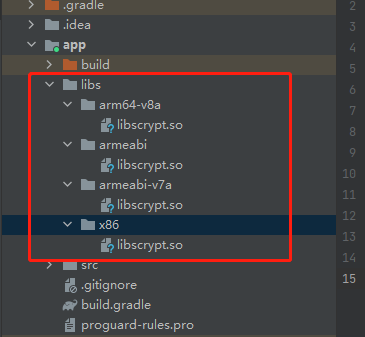 .gradle
.idea
app
build
libs
arm64-v8a
libscrypt.so
armeabi
libscrypt.so
armeabi-v7a
libscrypt.so
x86
libscrypt.so
src
.gitignore
build.gradle
proguard-rules.pro
2
3
4
5
6
7
8
9
10
11
12
13
14
15